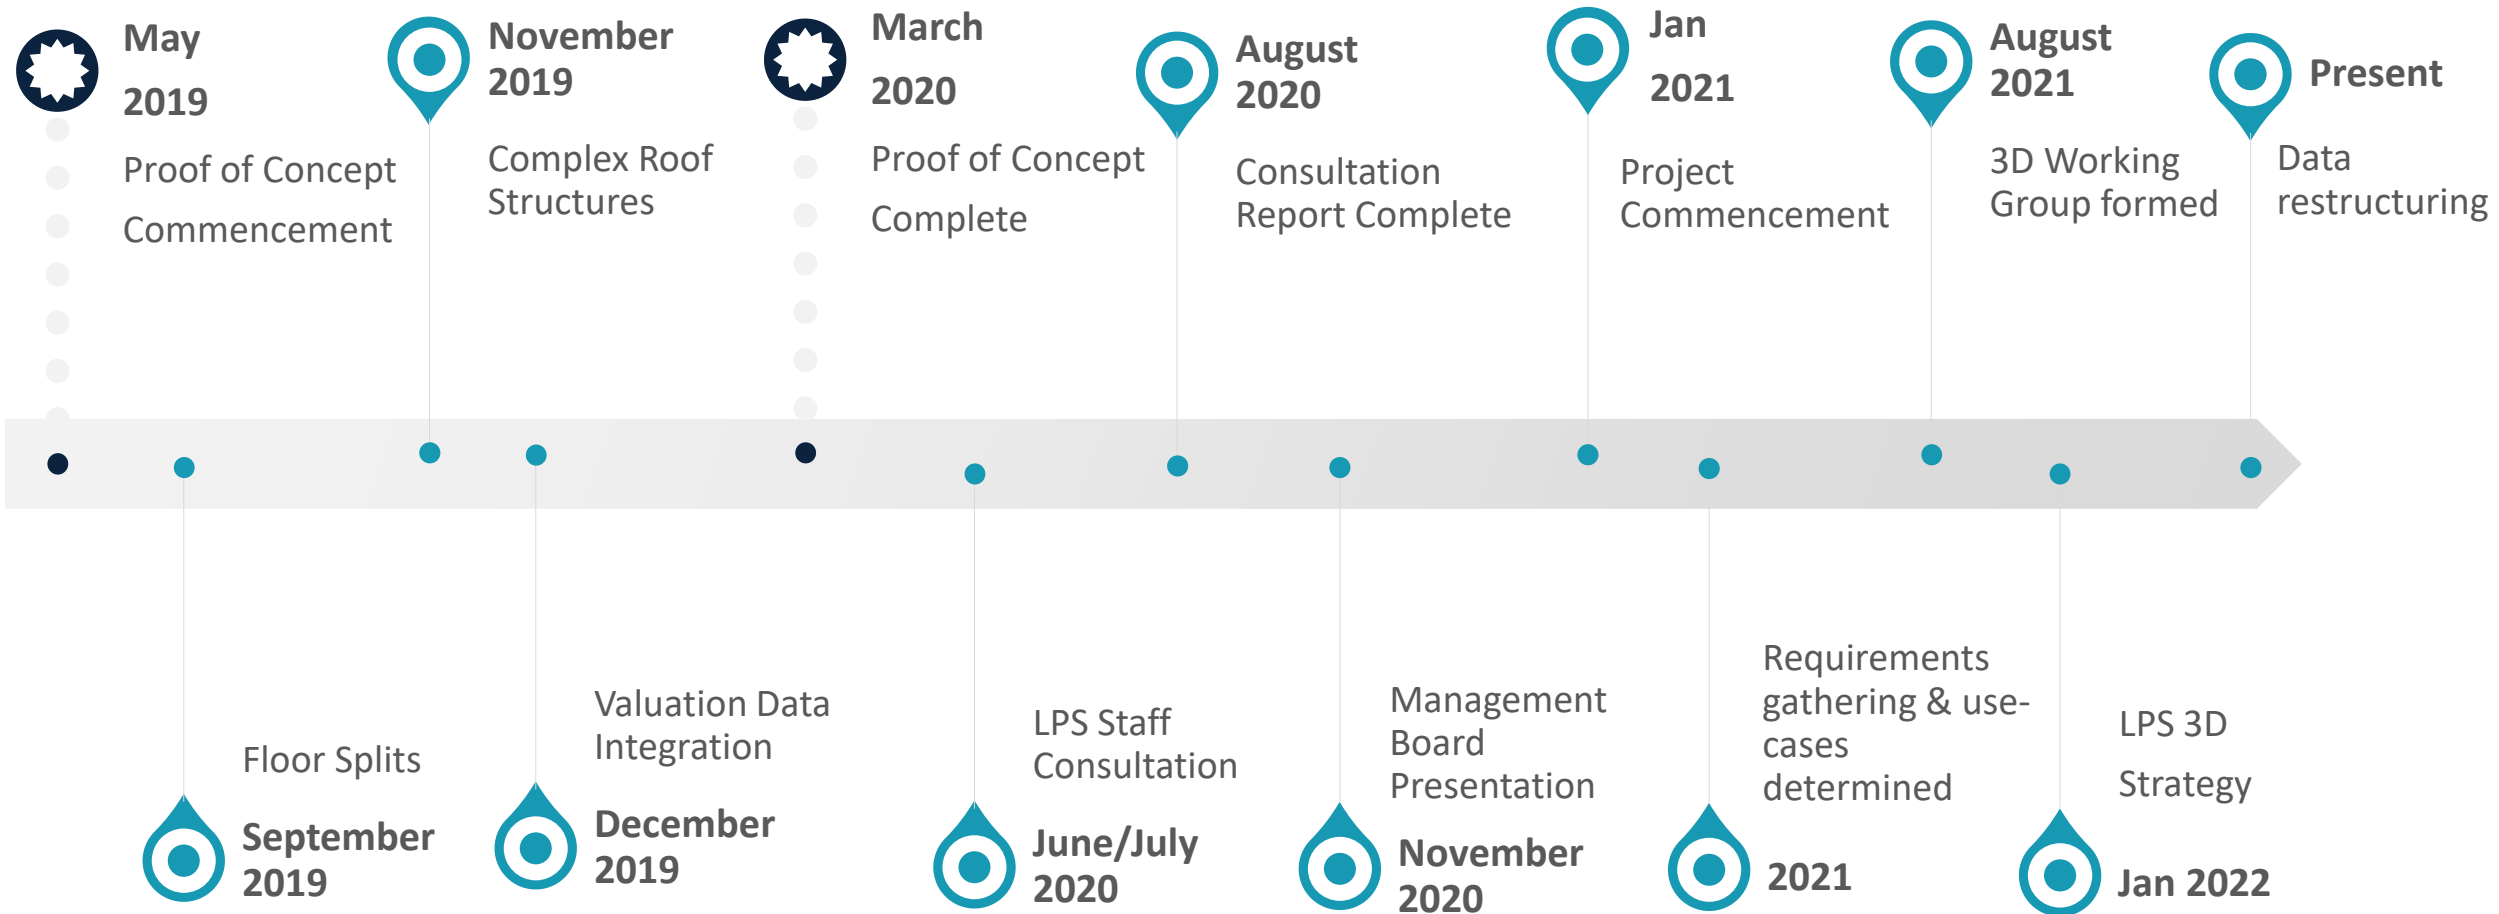 May
2019
Proof of Concept
Commencement
November
2019
Complex Roof
Structures
March
2020
Proof of Concept
Complete
August
2020
Consultation
Report Complete
Jan
2021
Project
Commencement
August
2021
3D Working
Group formed
Present
Data
restructuring
Floor Splits
September
2019
Valuation Data
Integration
December
2019
LPS Staff
Consultation
June/July
2020
Management
Board
Presentation
November
2020
Requirements
gathering & use-
cases
determined
2021
LPS 3D
Strategy
Jan 2022